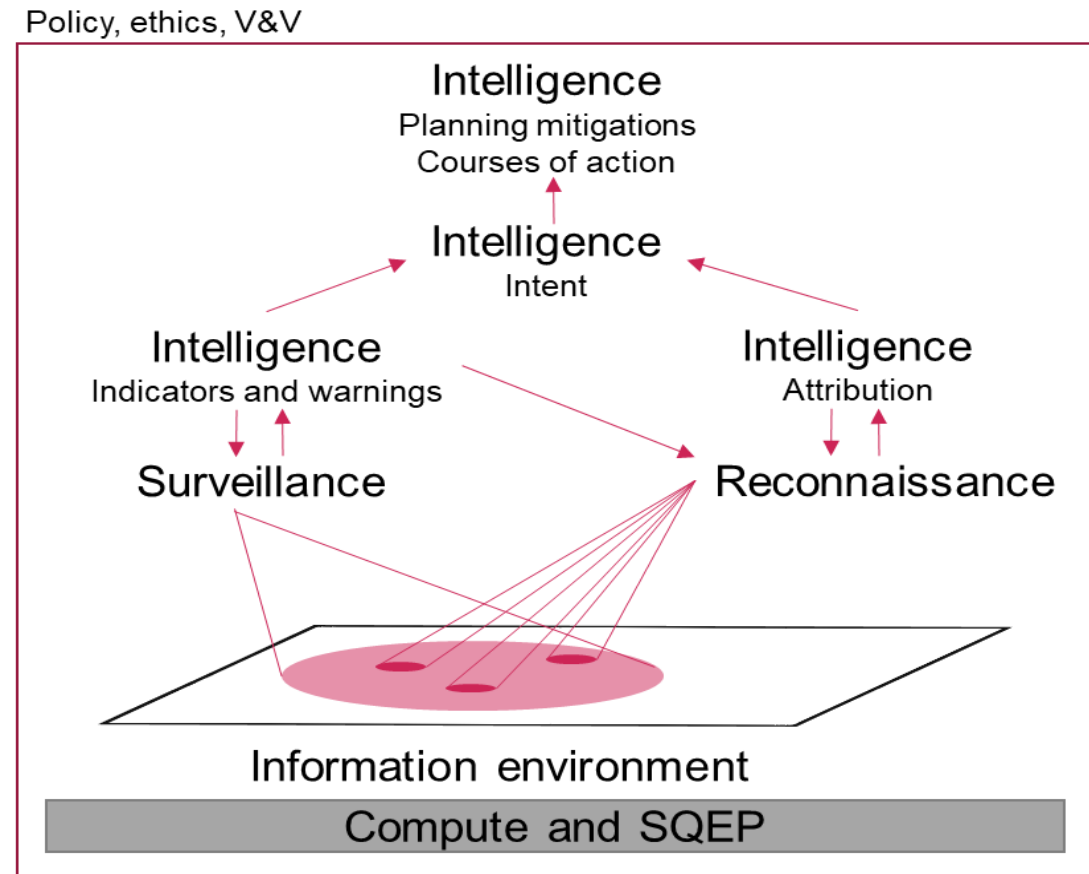 Policy, ethics, V&V
Intelligence
Planning mitigations
Courses of action
Intelligence
Intent
Intelligence
Indicators and warnings
Intelligence
Attribution
Surveillance
Reconnaissance
Information environment
Compute and SQEP